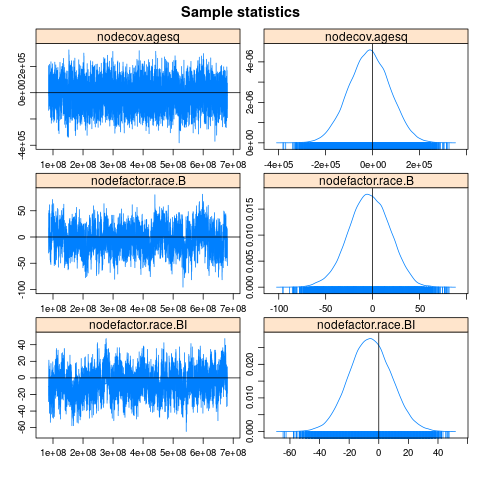 Sample statistics
nodecov.agesq
nodecov.agesq
-4e+05
0e+002e+05
1e+08 2e+08 3e+08 4e+08 5e+08 6e+08 7e+08
0e+00 2e-06 4e-06
-4e+05 -2e+05 0e+00 2e+05
nodefactor.race.B
nodefactor.race.B
-100 -50 0 50
1e+08 2e+08 3e+08 4e+08 5e+08 6e+08 7e+08
0.000 0.005 0.010 0.015
-100 -50 0 50
nodefactor.race.BI
nodefactor.race.BI
-60 -40 -20 0 20 40
1e+08 2e+08 3e+08 4e+08 5e+08 6e+08 7e+08
0.000 0.010 0.020
-60 -40 -20 0 20 40